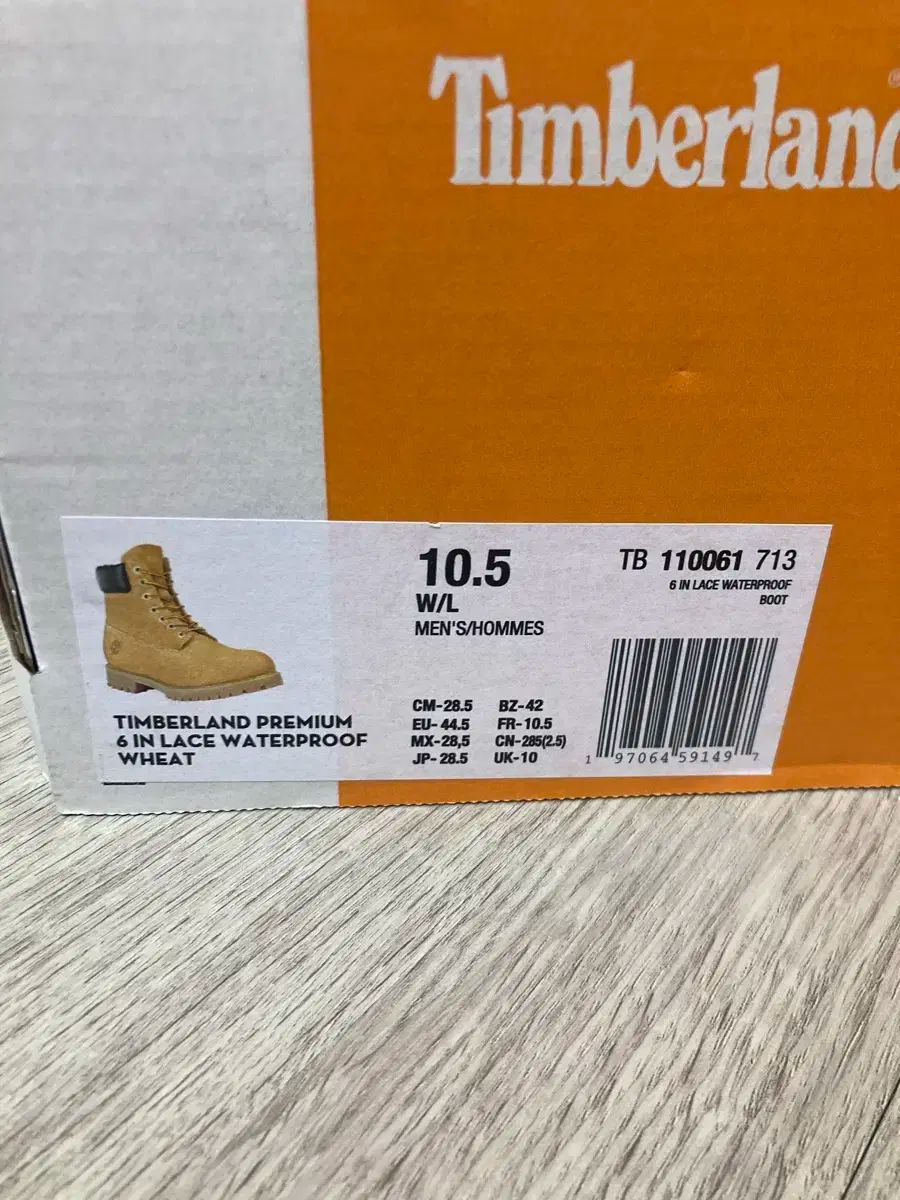 Timberland
10.5
W/L
MEN'S/HOMMES
TB 110061 713
6 IN LACE WATERPROOF
BOOT
TIMBERLAND PREMIUM
6 IN LACE WATERPROOF
WHEAT
CM-28.5 BZ-42
EU-44.5 FR-10.5
MX-28,5 CN-285(2.5)
JP-28.5 UK-10
1 97064 59149 7